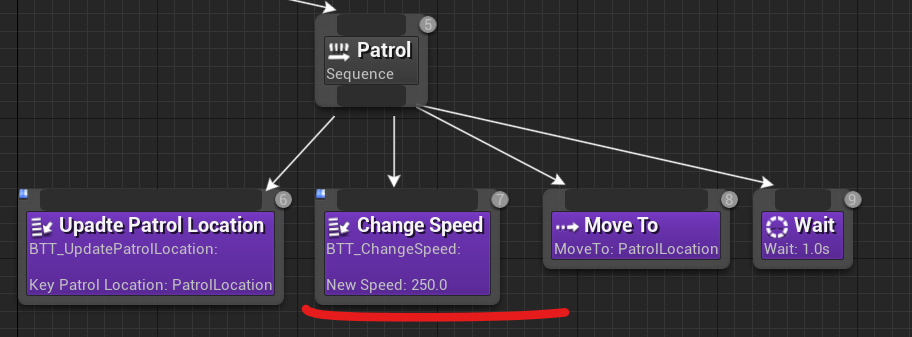 5
Patrol
Sequence
6
Upadte Patrol Location
BTT_UpdatePatrolLocation:
Key Patrol Location: PatrolLocation
7
Change Speed
BTT_ChangeSpeed:
New Speed: 250.0
8
Move To
MoveTo: PatrolLocation
9
Wait
Wait: 1.0s